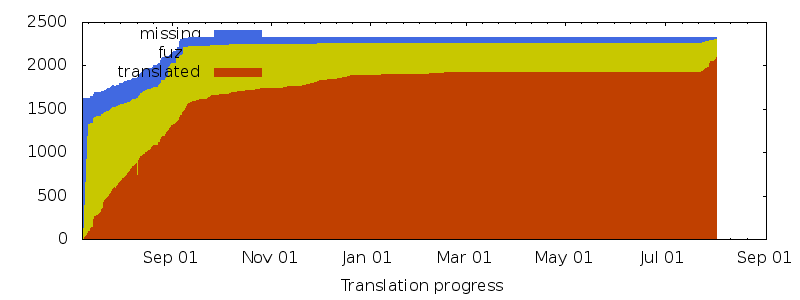 2500
2000
1500
1000
500
0
missing
fuz
translated
Sep 01 Nov 01 Jan 01 Mar 01 May 01 Jul 01 Sep 01
Translation progress